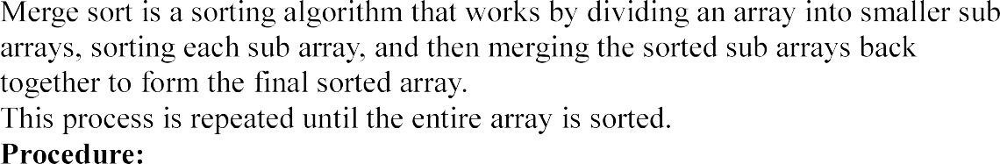 Merge sort is a sorting algorithm that works by dividing an array into smaller sub
arrays, sorting each sub array, and then merging the sorted sub arrays back
together to form the final sorted array.
This process is repeated until the entire array is sorted.
Procedure: